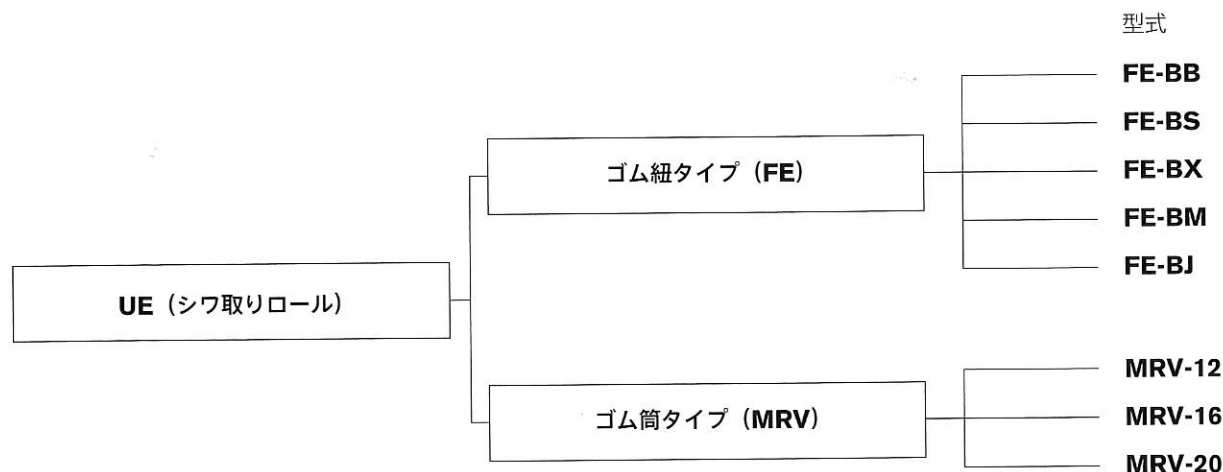 型式
FE-BB
FE-BS
ゴム紐タイプ（FE）
FE-BX
FE-BM
FE-BJ
UE（シワ取りロール）
MRV-12
ゴム筒タイプ（MRV）
MRV-16
MRV-20